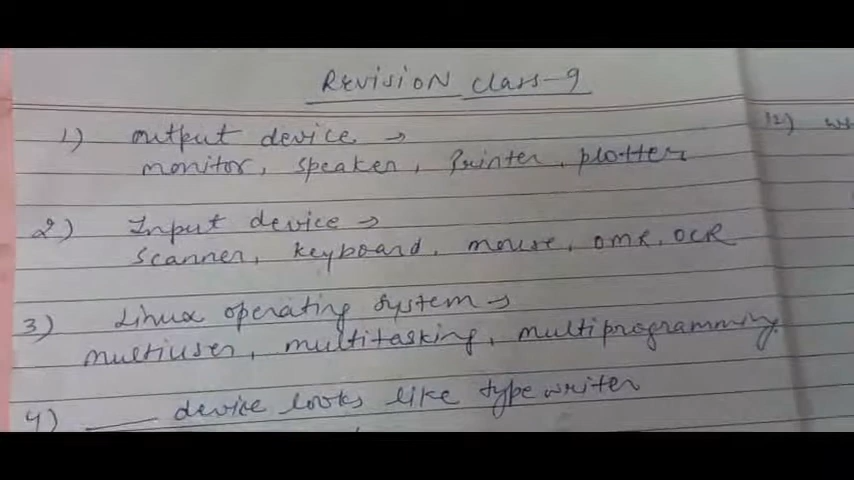 Revision class-9
1) output device →
monitor, speaker, Printer, plotter
2) Input device →
scanner, keyboard, mouse, OMR, OCR
3) Linux operating system →
multiuser, multitasking, multiprogramming
4) ____ device looks like typewriter
12)